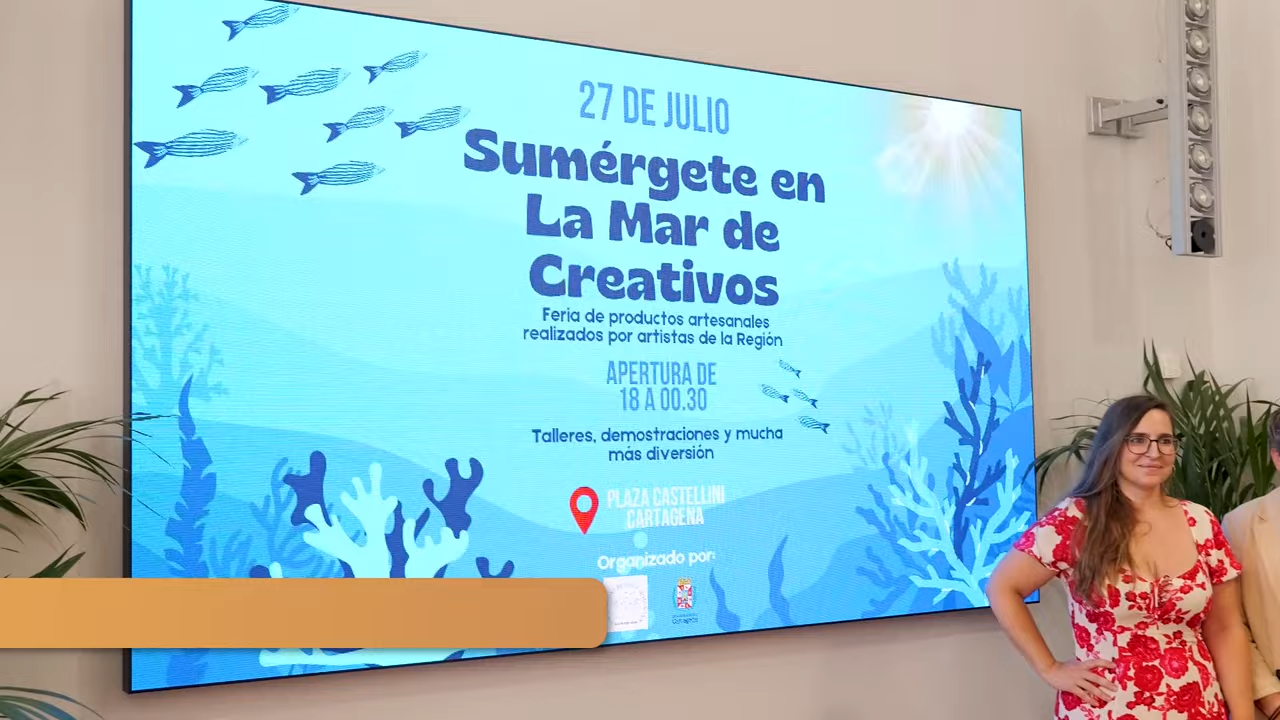 27 DE JULIO
Sumérgete en
La Mar de
Creativos
Feria de productos artesanales
realizados por artistas de la Región
APERTURA DE
18 A 00.30
Talleres, demostraciones y mucha
más diversión
PLAZA CASTELLINI
CARTAGENA
Organizado por: